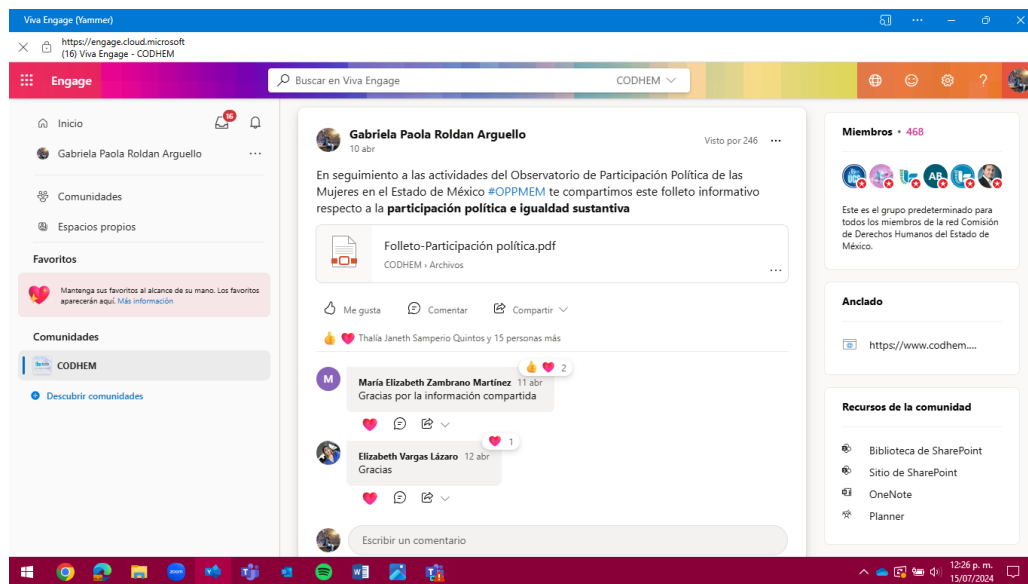 Viva Engage (Yammer)
https://engage.cloud.microsoft
(16) Viva Engage - CODHEM
Engage
Buscar en Viva Engage
CODHEM
Inicio
16
Gabriela Paola Roldan Arguello
Comunidades
Espacios propios
Favoritos
Mantenga sus favoritos al alcance de su mano. Los favoritos
aparecerán aquí. Más información
Comunidades
CODHEM
Descubrir comunidades
Gabriela Paola Roldan Arguello
10 abr
Visto por 246
En seguimiento a las actividades del Observatorio de Participación Política de las
Mujeres en el Estado de México #OPPMEM te compartimos este folleto informativo
respecto a la participación política e igualdad sustantiva
Folleto-Participación política.pdf
CODHEM › Archivos
Me gusta
Comentar
Compartir
Thalía Janeth Samperio Quintos y 15 personas más
2
M
María Elizabeth Zambrano Martínez 11 abr
Gracias por la información compartida
1
Elizabeth Vargas Lázaro 12 abr
Gracias
Escribir un comentario
Miembros • 468
AB
Este es el grupo predeterminado para
todos los miembros de la red Comisión
de Derechos Humanos del Estado de
México.
Anclado
https://www.codhem....
Recursos de la comunidad
Biblioteca de SharePoint
Sitio de SharePoint
OneNote
Planner
zoom
12:26 p. m.
15/07/2024